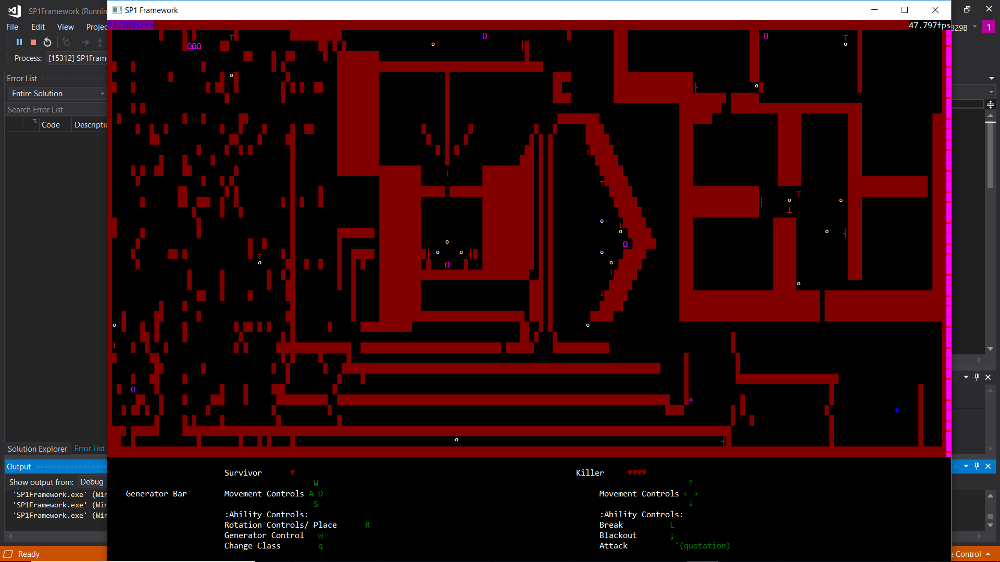 SP1Framework (Runnin
SP1 Framework
File Edit View Projec
329B
1
93.389secs
47.797fps
Process: [15312] SP1Fram
Error List
Entire Solution
Search Error List
Code Descriptio
Solution Explorer Error List
Output
Show output from: Debug
'SP1Framework.exe' (Wir
'SP1Framework.exe' (Wir
'SP1Framework.exe' (Wir
Survivor ♥
Killer ♥♥♥♥
W
↑
Generator Bar
Movement Controls A D
Movement Controls ← →
S
↓
:Ability Controls:
:Ability Controls:
Rotation Controls/ Place R
Break L
Generator Control w
Blackout ;
Change Class q
Attack '(quotation)
Ready
e Control